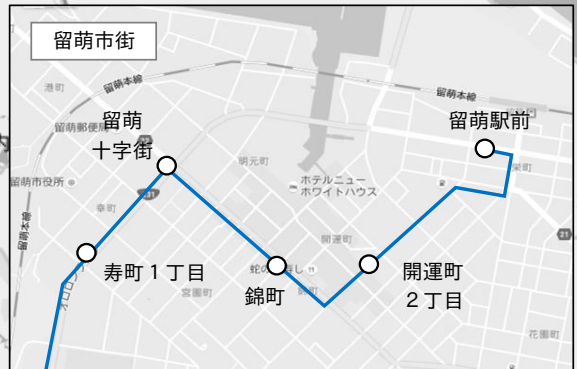 留萌市街
留萌本線
港町
留萌本線
留萌
十字街
留萌郵便局
留萌駅前
内
明元町
栄町
留萌市役所
ホテルニュー
ホワイトハウス
幸町
開運町
21
寿町1丁目
宮園町
錦町
開運町
2丁目
花園町
留萌本線